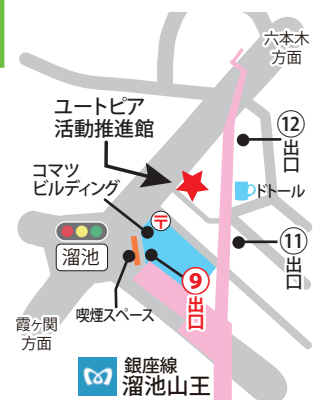 六本木
方面
ユートピア
活動推進館
⑫
出口
コマツ
ビルディング
ドトール
〒
溜池
⑪
出口
⑨
出口
喫煙スペース
霞ヶ関
方面
銀座線
溜池山王